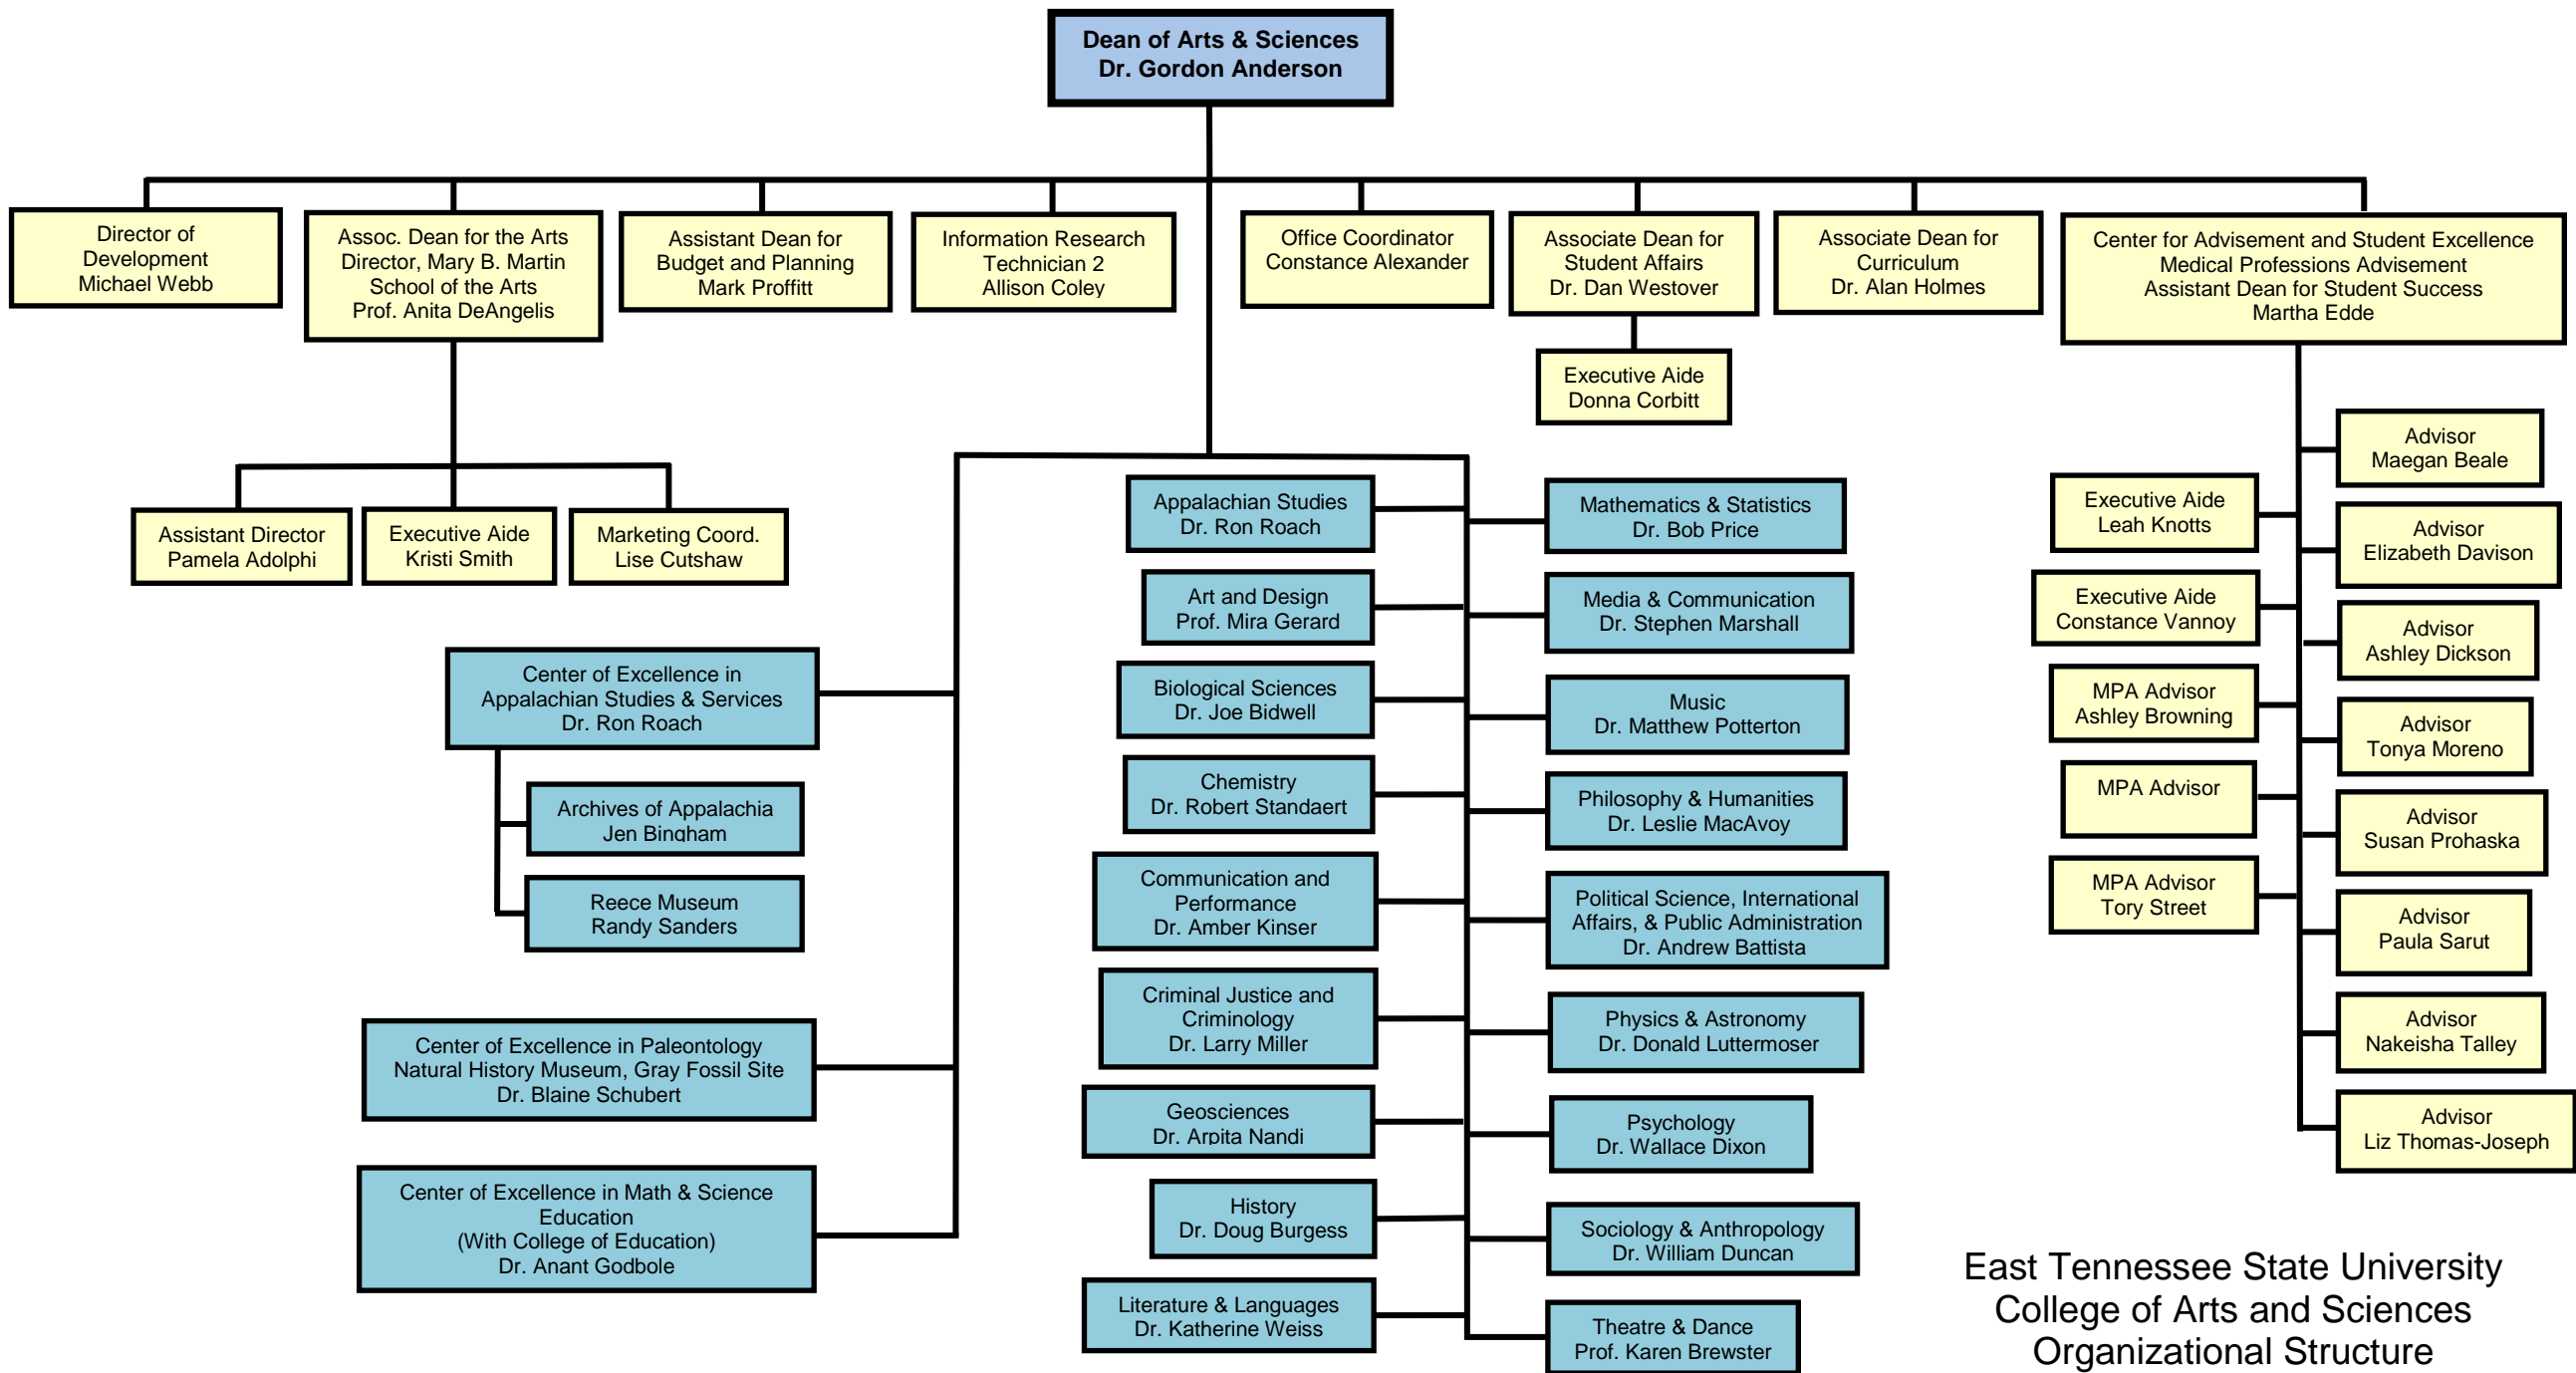 Dean of Arts & Sciences
Dr. Gordon Anderson
Director of
Development
Michael Webb
Assoc. Dean for the Arts
Director, Mary B. Martin
School of the Arts
Prof. Anita DeAngelis
Assistant Dean for
Budget and Planning
Mark Proffitt
Information Research
Technician 2
Allison Coley
Office Coordinator
Constance Alexander
Associate Dean for
Student Affairs
Dr. Dan Westover
Associate Dean for
Curriculum
Dr. Alan Holmes
Center for Advisement and Student Excellence
Medical Professions Advisement
Assistant Dean for Student Success
Martha Edde
Executive Aide
Donna Corbitt
Assistant Director
Pamela Adolphi
Executive Aide
Kristi Smith
Marketing Coord.
Lise Cutshaw
Center of Excellence in
Appalachian Studies & Services
Dr. Ron Roach
Archives of Appalachia
Jen Bingham
Reece Museum
Randy Sanders
Center of Excellence in Paleontology
Natural History Museum, Gray Fossil Site
Dr. Blaine Schubert
Center of Excellence in Math & Science
Education
(With College of Education)
Dr. Anant Godbole
Appalachian Studies
Dr. Ron Roach
Art and Design
Prof. Mira Gerard
Biological Sciences
Dr. Joe Bidwell
Chemistry
Dr. Robert Standaert
Communication and
Performance
Dr. Amber Kinser
Criminal Justice and
Criminology
Dr. Larry Miller
Geosciences
Dr. Arpita Nandi
History
Dr. Doug Burgess
Literature & Languages
Dr. Katherine Weiss
Mathematics & Statistics
Dr. Bob Price
Media & Communication
Dr. Stephen Marshall
Music
Dr. Matthew Potterton
Philosophy & Humanities
Dr. Leslie MacAvoy
Political Science, International
Affairs, & Public Administration
Dr. Andrew Battista
Physics & Astronomy
Dr. Donald Luttermoser
Psychology
Dr. Wallace Dixon
Sociology & Anthropology
Dr. William Duncan
Theatre & Dance
Prof. Karen Brewster
Executive Aide
Leah Knotts
Executive Aide
Constance Vannoy
MPA Advisor
Ashley Browning
MPA Advisor
MPA Advisor
Tory Street
Advisor
Maegan Beale
Advisor
Elizabeth Davison
Advisor
Ashley Dickson
Advisor
Tonya Moreno
Advisor
Susan Prohaska
Advisor
Paula Sarut
Advisor
Nakeisha Talley
Advisor
Liz Thomas-Joseph
East Tennessee State University
College of Arts and Sciences
Organizational Structure